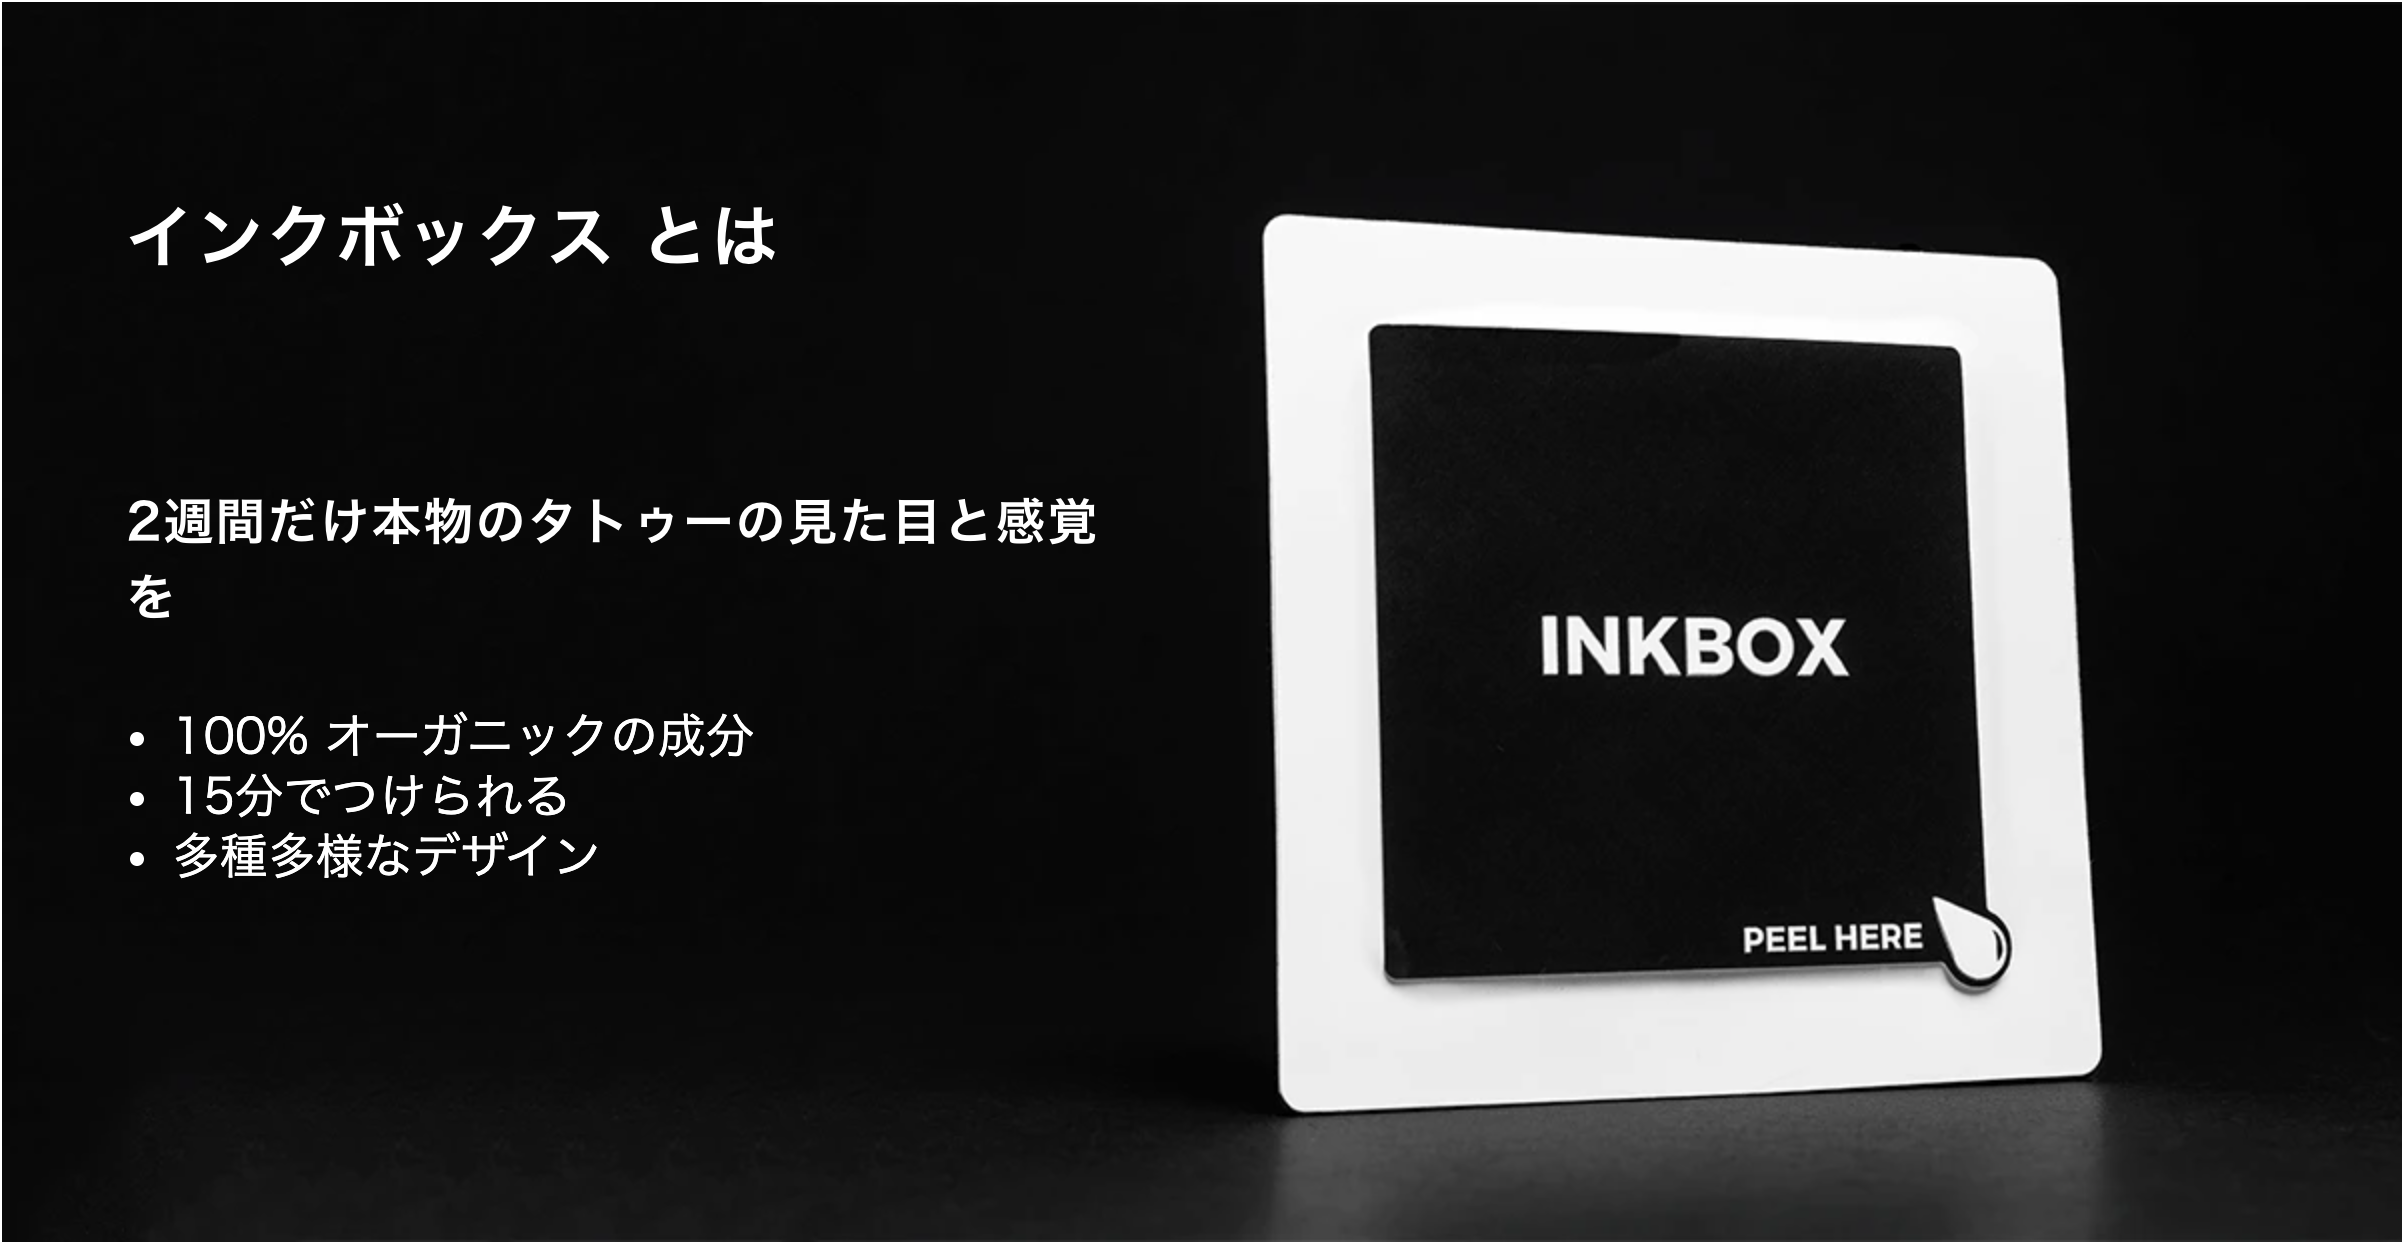 インクボックス とは
2週間だけ本物のタトゥーの見た目と感覚
を
• 100% オーガニックの成分
• 15分でつけられる
• 多種多様なデザイン
INKBOX
PEEL HERE